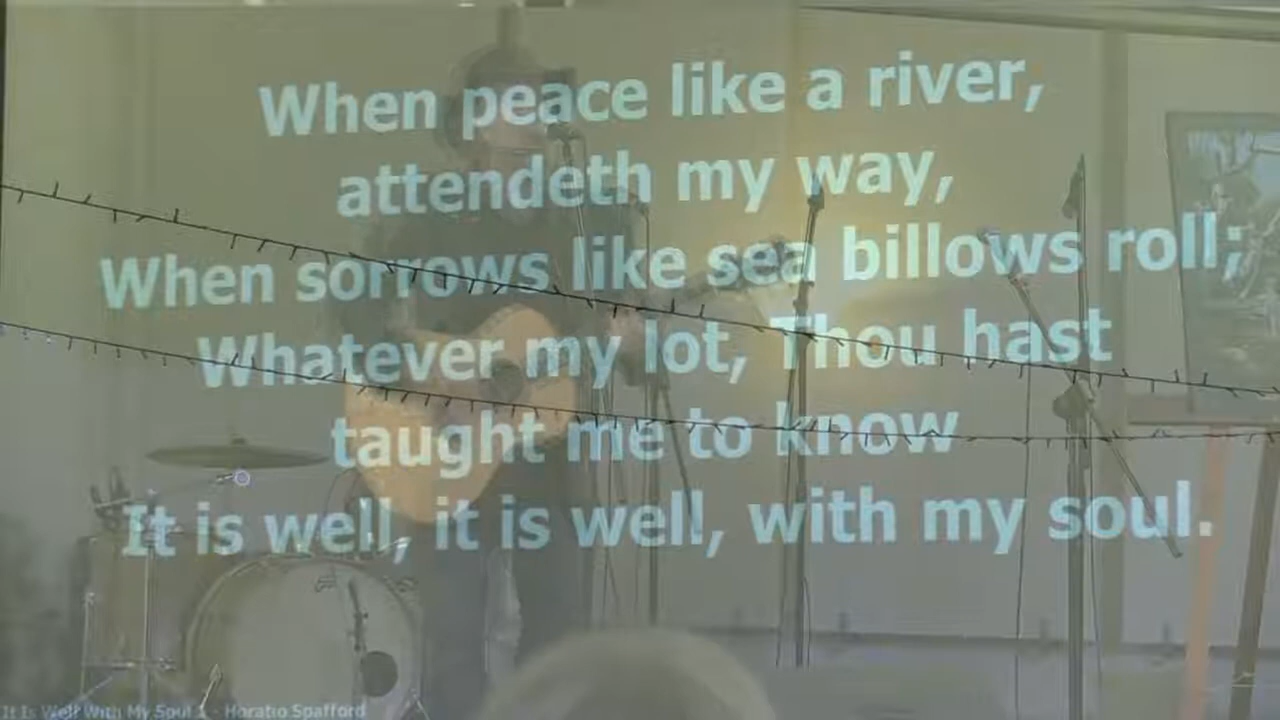 When peace like a river,
attendeth my way,
When sorrows like sea billows roll;
Whatever my lot, Thou hast
taught me to know
It is well, it is well, with my soul.
It Is Well With My Soul 1 - Horatio Spafford